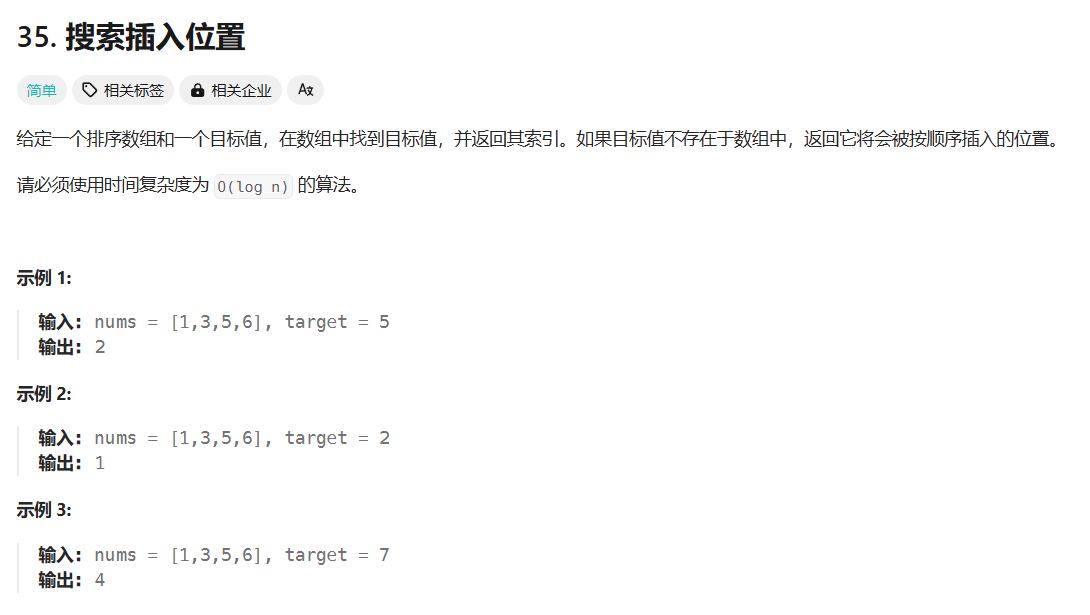 35. 搜索插入位置
简单 相关标签 相关企业 Az
给定一个排序数组和一个目标值，在数组中找到目标值，并返回其索引。如果目标值不存在于数组中，返回它将会被按顺序插入的位置。
请必须使用时间复杂度为 O(log n) 的算法。
示例 1:
输入: nums = [1,3,5,6], target = 5
输出: 2
示例 2:
输入: nums = [1,3,5,6], target = 2
输出: 1
示例 3:
输入: nums = [1,3,5,6], target = 7
输出: 4